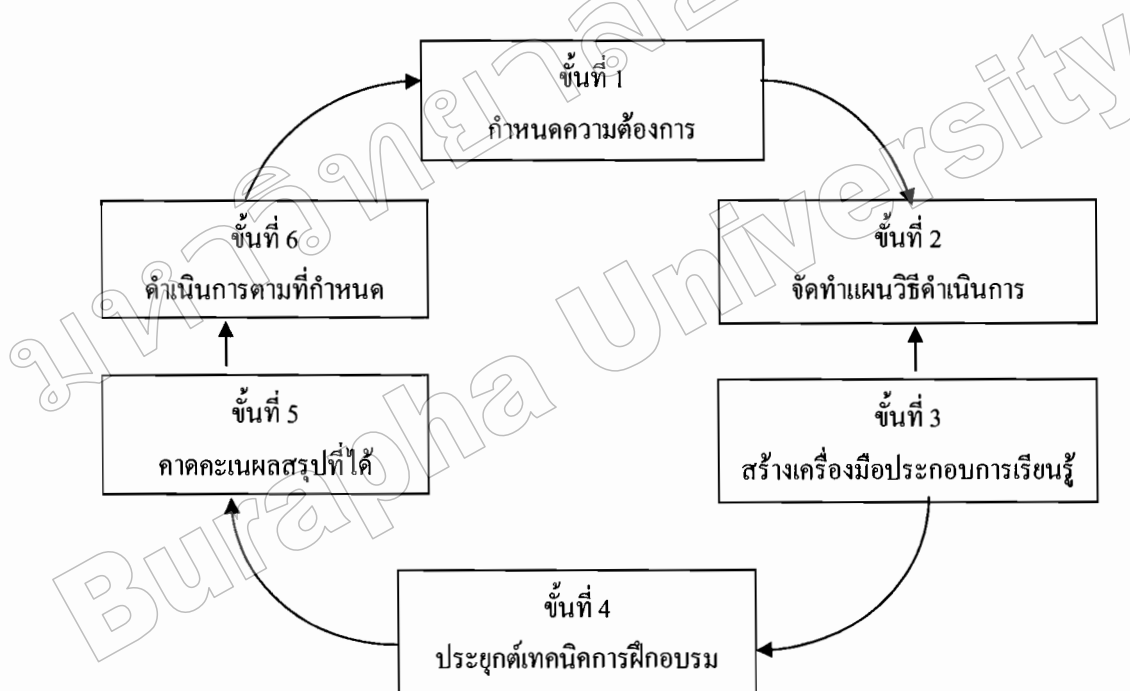 ขั้นที่ 1
กำหนดความต้องการ
ขั้นที่ 2
จัดทำแผนวิธีดำเนินการ
ขั้นที่ 3
สร้างเครื่องมือประกอบการเรียนรู้
ขั้นที่ 4
ประยุกต์เทคนิคการฝึกอบรม
ขั้นที่ 5
คาดคะเนผลสรุปที่ได้
ขั้นที่ 6
ดำเนินการตามที่กำหนด
Burapha University